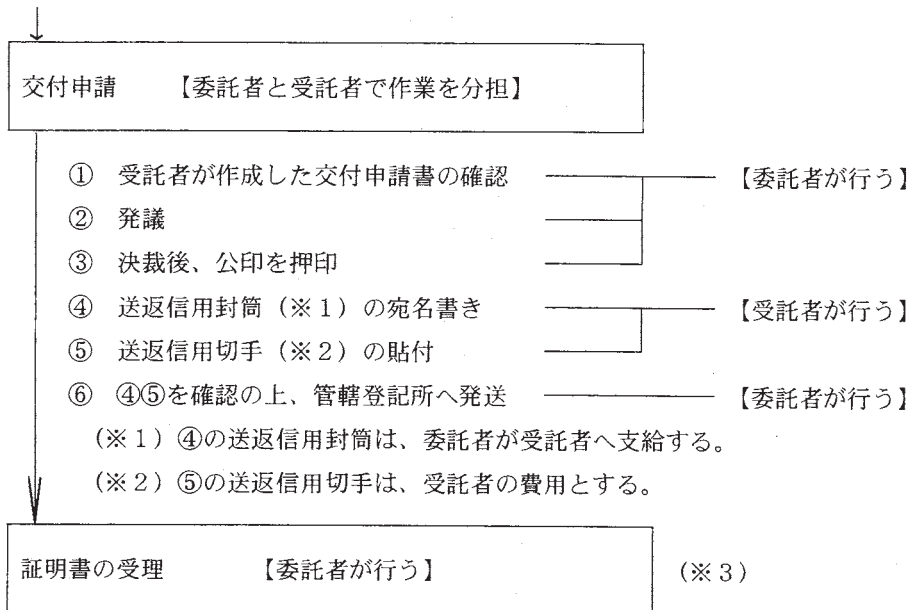 交付申請　【委託者と受託者で作業を分担】
①　受託者が作成した交付申請書の確認　【委託者が行う】
②　発議
③　決裁後、公印を押印
④　送返信用封筒（※１）の宛名書き　【受託者が行う】
⑤　送返信用切手（※２）の貼付
⑥　④⑤を確認の上、管轄登記所へ発送　【委託者が行う】
（※１）④の送返信用封筒は、委託者が受託者へ支給する。
（※２）⑤の送返信用切手は、受託者の費用とする。
証明書の受理　【委託者が行う】　（※３）